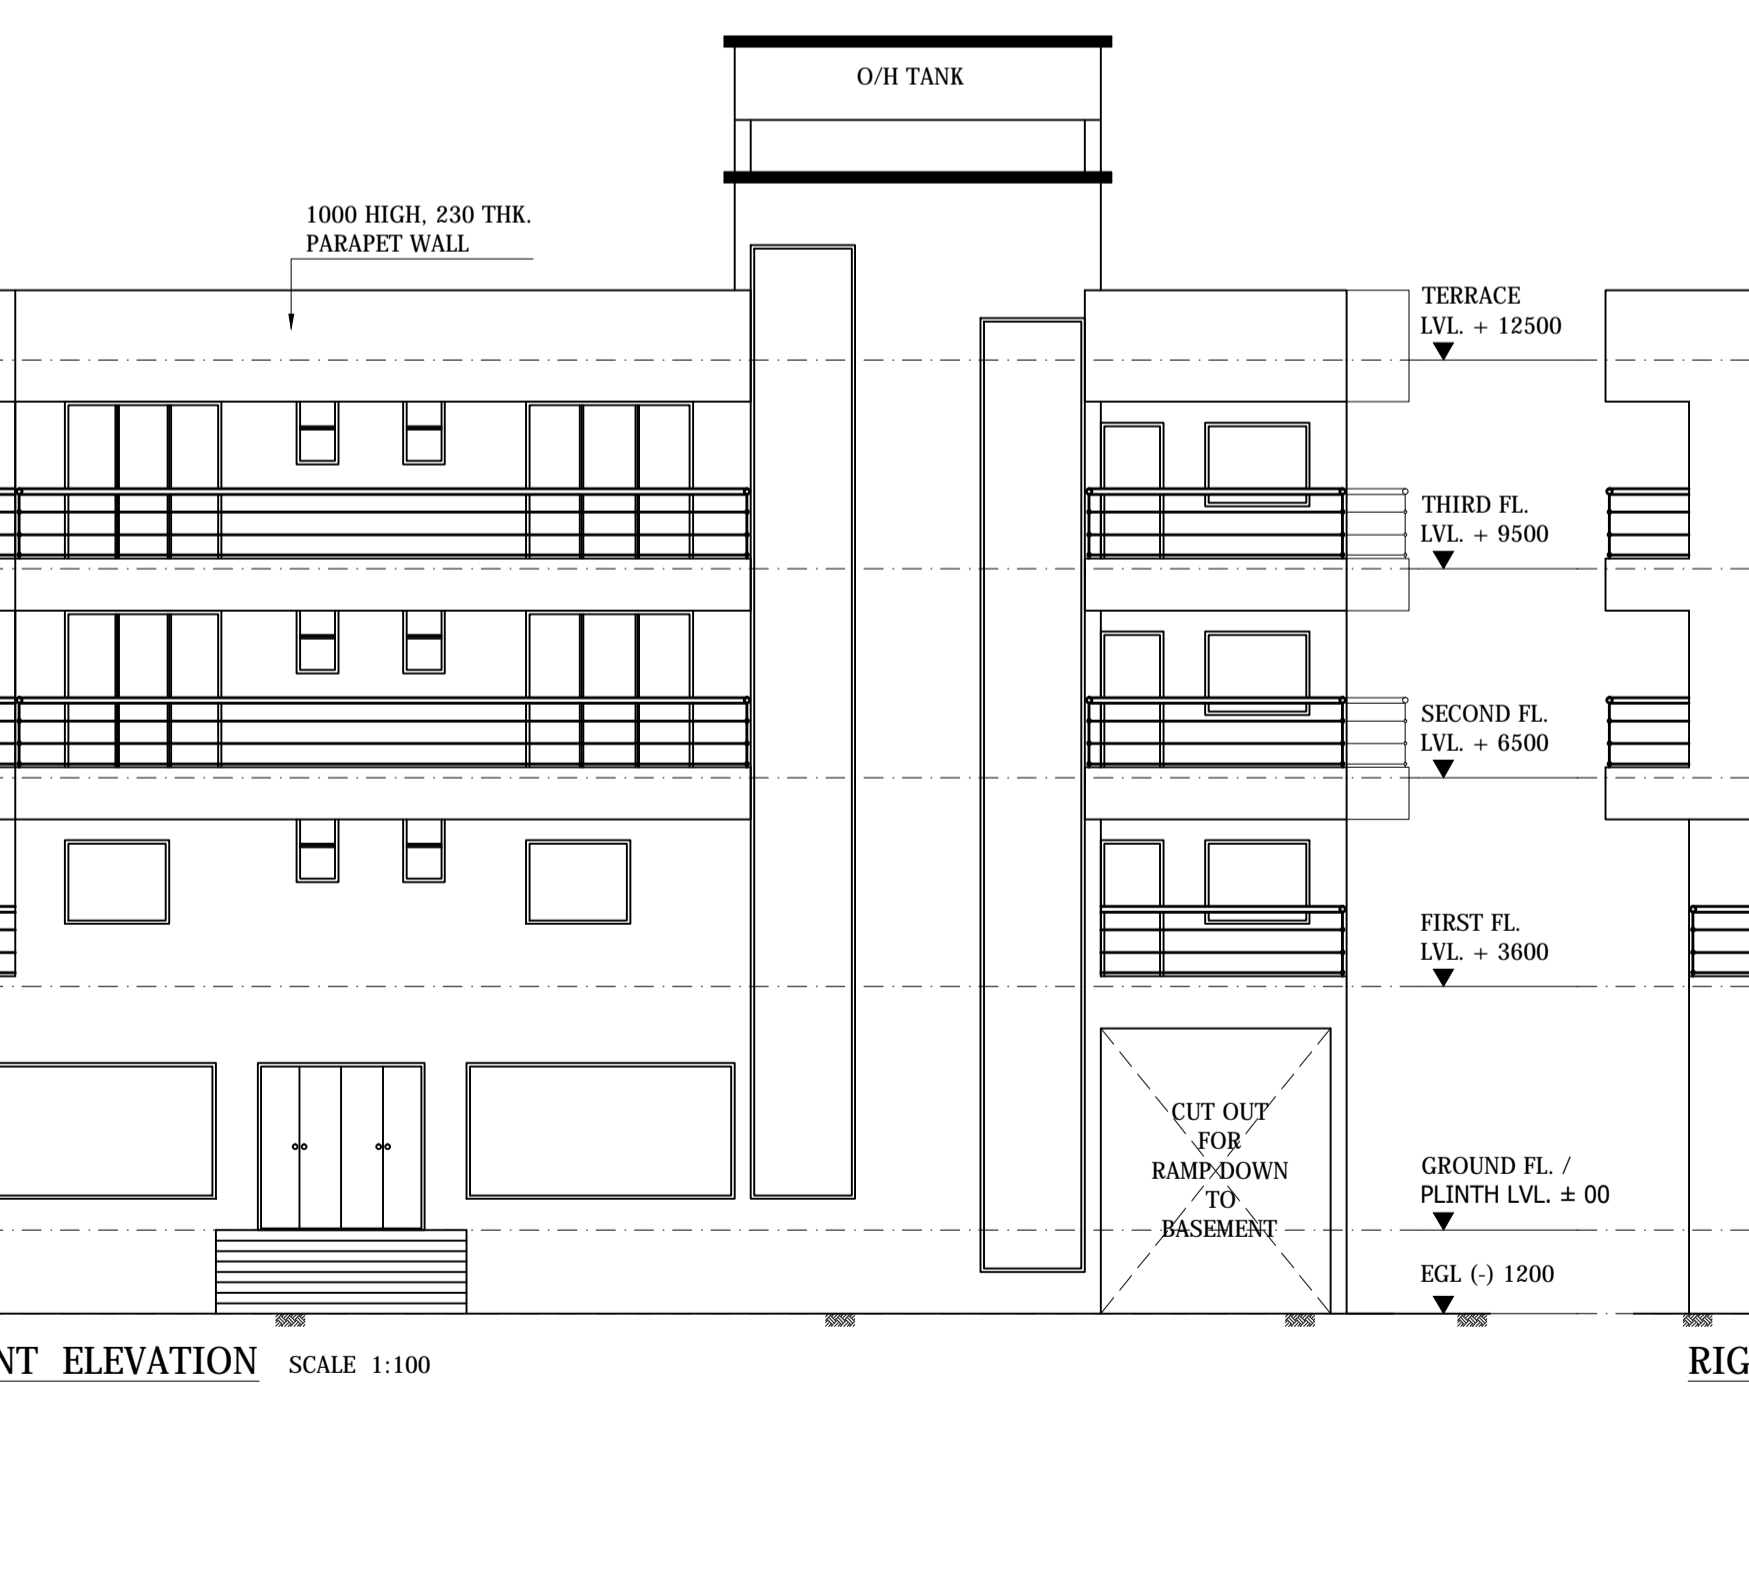 O/H TANK
1000 HIGH, 230 THK.
PARAPET WALL
TERRACE
LVL. + 12500
THIRD FL.
LVL. + 9500
SECOND FL.
LVL. + 6500
FIRST FL.
LVL. + 3600
CUT OUT
FOR
RAMP DOWN
TO
BASEMENT
GROUND FL. /
PLINTH LVL. ± 00
EGL (-) 1200
NT ELEVATION SCALE 1:100
RIG